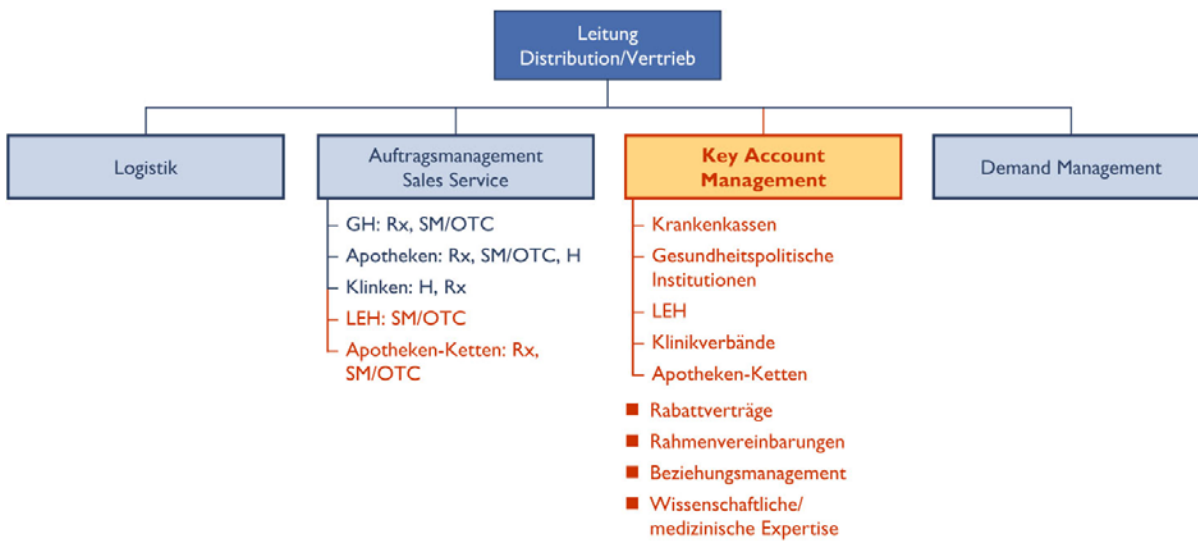 Leitung
Distribution/Vertrieb
Logistik
Auftragsmanagement
Sales Service
Key Account
Management
Demand Management
GH: Rx, SM/OTC
Apotheken: Rx, SM/OTC, H
Klinken: H, Rx
LEH: SM/OTC
Apotheken-Ketten: Rx,
SM/OTC
Krankenkassen
Gesundheitspolitische
Institutionen
LEH
Klinikverbände
Apotheken-Ketten
Rabattverträge
Rahmenvereinbarungen
Beziehungsmanagement
Wissenschaftliche/
medizinische Expertise